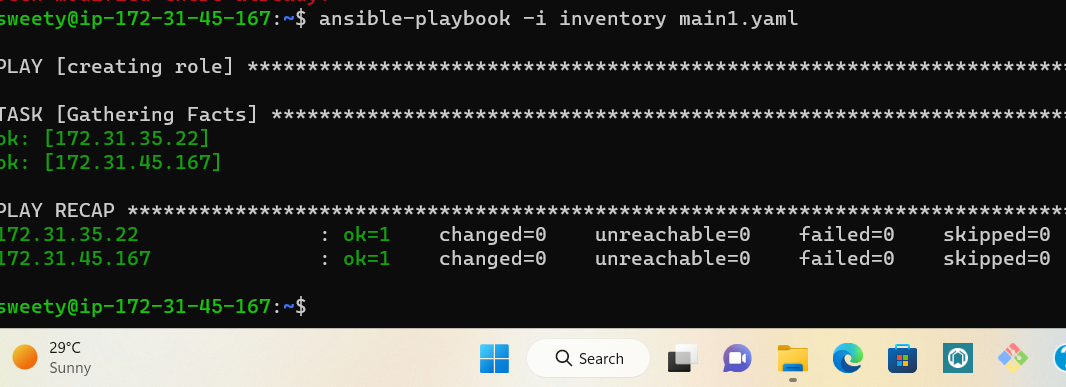 sweety@ip-172-31-45-167:~$ ansible-playbook -i inventory main1.yaml
PLAY [creating role] ********************************************************************
TASK [Gathering Facts] ******************************************************************
ok: [172.31.35.22]
ok: [172.31.45.167]
PLAY RECAP ******************************************************************************
172.31.35.22 : ok=1 changed=0 unreachable=0 failed=0 skipped=0
172.31.45.167 : ok=1 changed=0 unreachable=0 failed=0 skipped=0
sweety@ip-172-31-45-167:~$
29°C
Sunny
Search